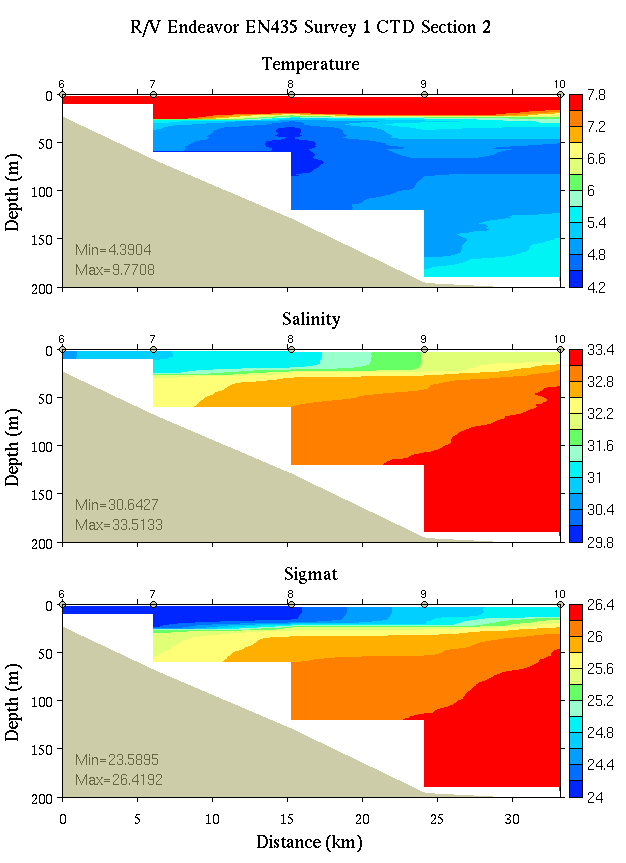 R/V Endeavor EN435 Survey 1 CTD Section 2
Temperature
6 7 8 9 10
0
50
100
150
200
Depth (m)
Min=4.3904
Max=9.7708
7.8
7.2
6.6
6
5.4
4.8
4.2
Salinity
6 7 8 9 10
0
50
100
150
200
Depth (m)
Min=30.6427
Max=33.5133
33.4
32.8
32.2
31.6
31
30.4
29.8
Sigmat
6 7 8 9 10
0
50
100
150
200
Depth (m)
Min=23.5895
Max=26.4192
26.4
26
25.6
25.2
24.8
24.4
24
0 5 10 15 20 25 30
Distance (km)